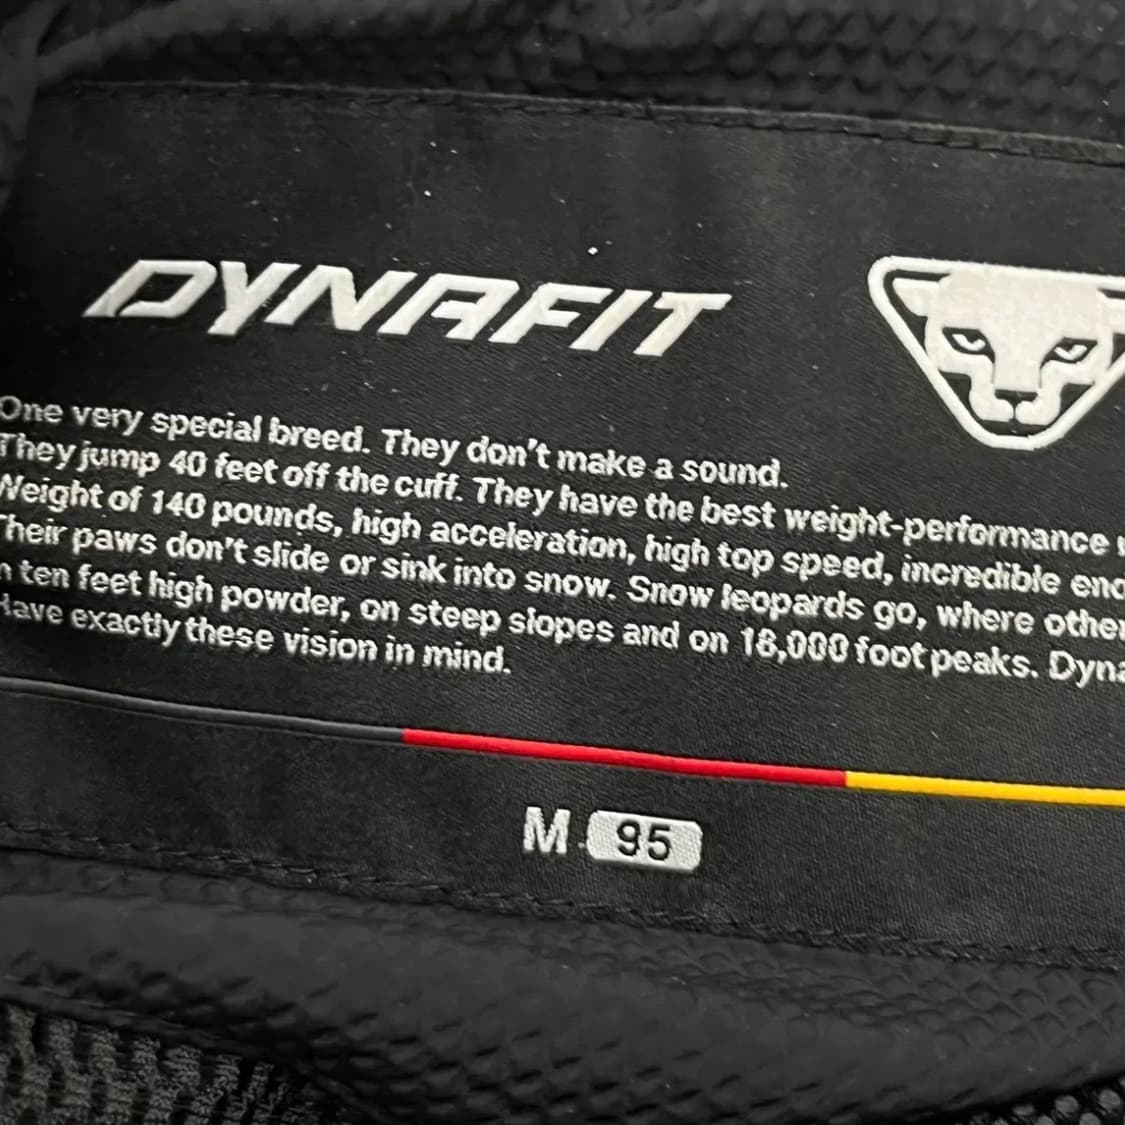 DYNAFIT
One very special breed. They don't make a sound.
They jump 40 feet off the cuff. They have the best weight-performance
Weight of 140 pounds, high acceleration, high top speed, incredible
Their paws don't slide or sink into snow. Snow leopards go, where
ten feet high powder, on steep slopes and on 18,000 foot peaks.
Have exactly these vision in mind.
M 95